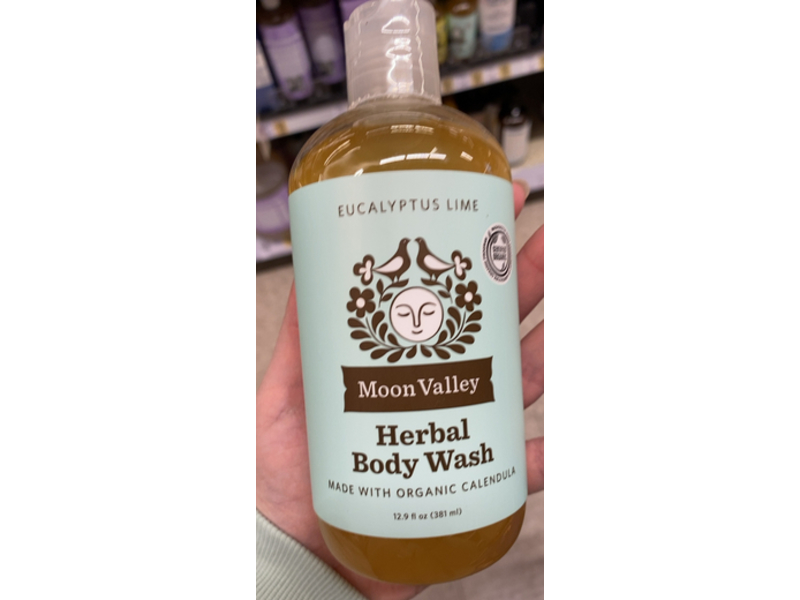 EUCALYPTUS LIME
Moon Valley
Herbal
Body Wash
MADE WITH ORGANIC CALENDULA
12.9 fl oz (381 ml)